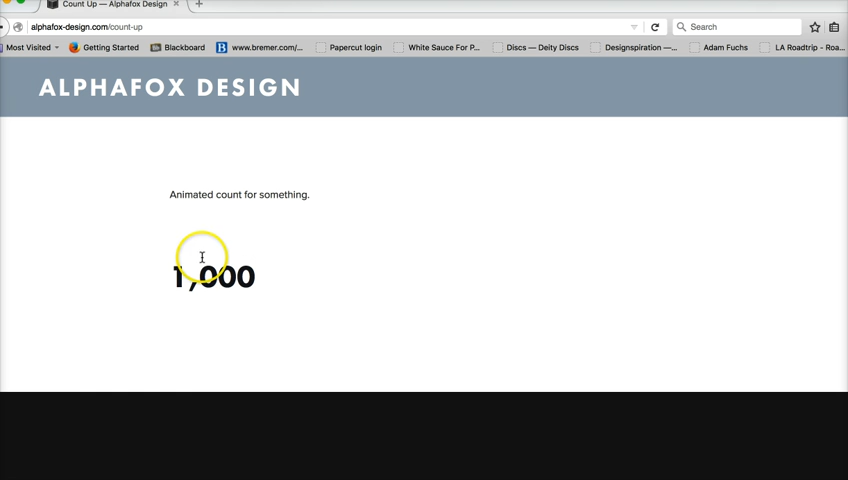 Count Up — Alphafox Design
alphafox-design.com/count-up
Search
Most Visited
Getting Started
Blackboard
www.bremer.com/...
Papercut login
White Sauce For P...
Discs — Deity Discs
Designspiration —...
Adam Fuchs
LA Roadtrip - Roa...
ALPHAFOX DESIGN
Animated count for something.
1,000